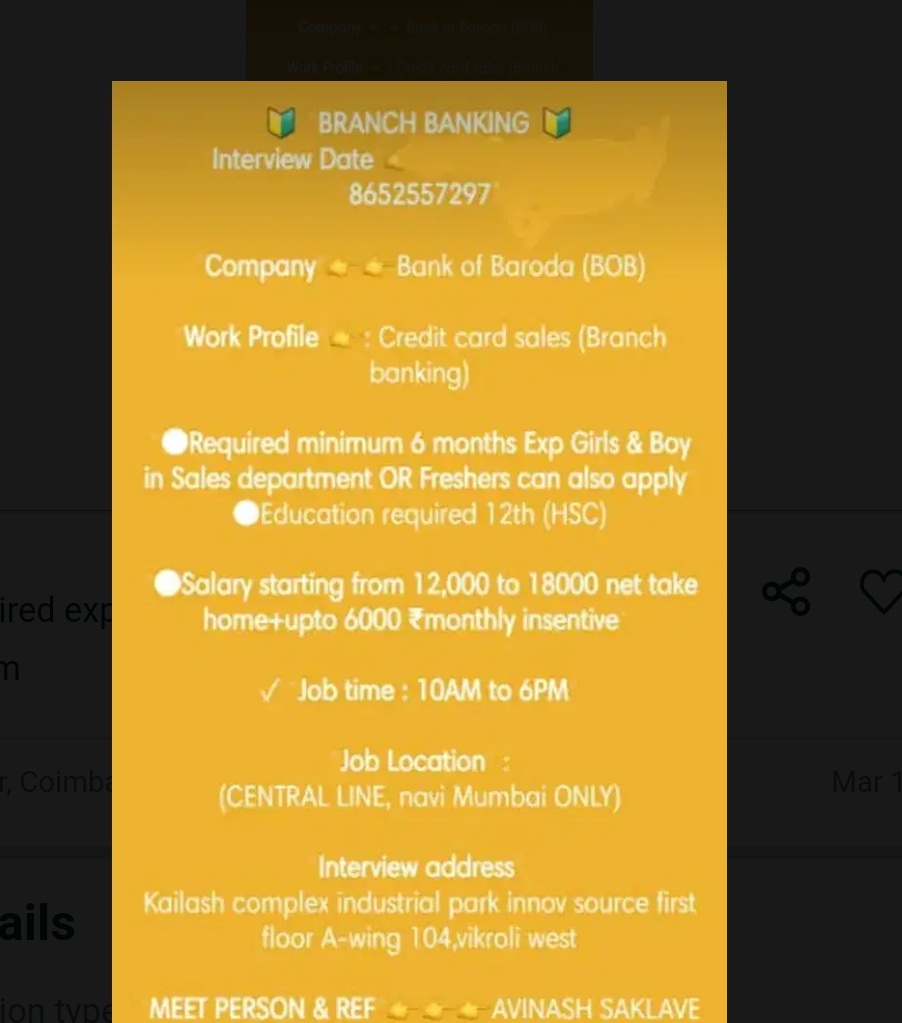 Company Bank of Baroda (BOB)
Work Profile : Credit card sales (Branch
🔰 BRANCH BANKING 🔰
Interview Date 👈
8652557297
Company 👈 👈 Bank of Baroda (BOB)
Work Profile 👈 : Credit card sales (Branch
banking)
●Required minimum 6 months Exp Girls & Boy
in Sales department OR Freshers can also apply
●Education required 12th (HSC)
●Salary starting from 12,000 to 18000 net take
home+upto 6000 ₹monthly insentive
✓ Job time : 10AM to 6PM
Job Location :
(CENTRAL LINE, navi Mumbai ONLY)
Interview address
Kailash complex industrial park innov source first
floor A-wing 104,vikroli west
MEET PERSON & REF 👈 👈 👈 AVINASH SAKLAVE
ired exp
m
r, Coimba
Mar 1
ails
ion type